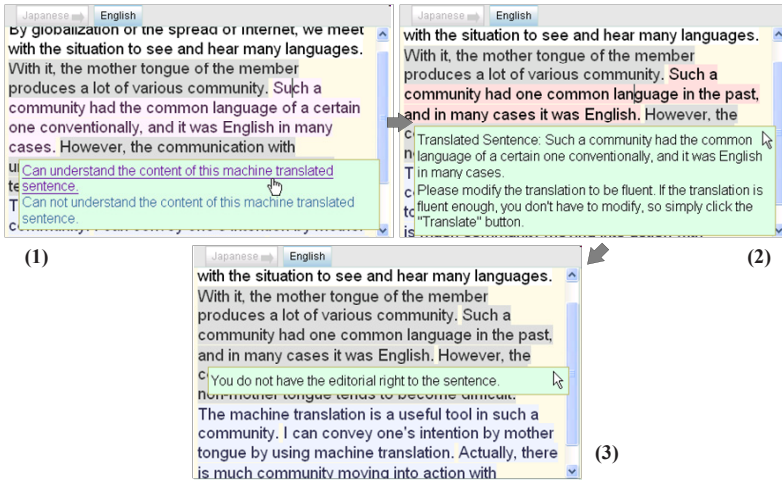 Japanese
English
By globalization or the spread of Internet, we meet
with the situation to see and hear many languages.
With it, the mother tongue of the member
produces a lot of various community. Such a
community had the common language of a certain
one conventionally, and it was English in many
cases. However, the communication with
Can understand the content of this machine translated
sentence.
Can not understand the content of this machine translated
sentence.
(1)
Japanese
English
with the situation to see and hear many languages.
With it, the mother tongue of the member
produces a lot of various community. Such a
community had one common language in the past,
and in many cases it was English. However, the
Translated Sentence: Such a community had the common
language of a certain one conventionally, and it was English
in many cases.
Please modify the translation to be fluent. If the translation is
fluent enough, you don't have to modify, so simply click the
"Translate" button.
(2)
Japanese
English
with the situation to see and hear many languages.
With it, the mother tongue of the member
produces a lot of various community. Such a
community had one common language in the past,
and in many cases it was English. However, the
You do not have the editorial right to the sentence.
non-mother tongue tends to become difficult.
The machine translation is a useful tool in such a
community. I can convey one's intention by mother
tongue by using machine translation. Actually, there
is much community moving into action with
(3)